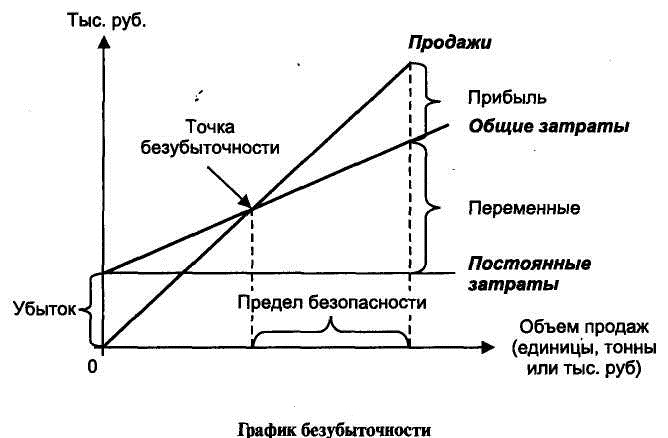 Тыс. руб.
Продажи
Прибыль
Точка
безубыточности
Общие затраты
Переменные
Постоянные
затраты
Убыток
Предел безопасности
0
Объем продаж
(единицы, тонны
или тыс. руб)
График безубыточности